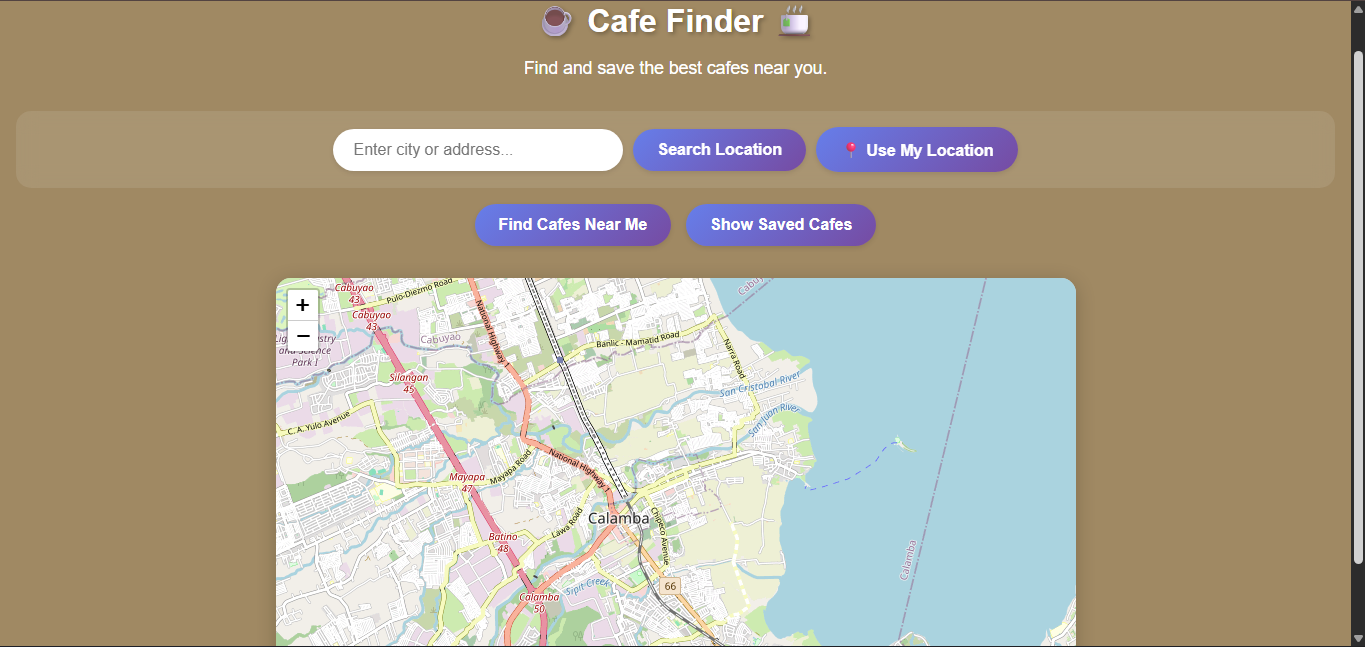 Cafe Finder
Find and save the best cafes near you.
Enter city or address...
Search Location
Use My Location
Find Cafes Near Me
Show Saved Cafes
+
−
Cabuyao
43
Pulo-Diezmo Road
Cabuyao
43
Cabuyao
National Highway 1
Banlic - Mamatid Road
Narra Road
and Science
Park I
Silangan
45
San Cristobal River
San Juan River
C. A. Yulo Avenue
Mayapa
47
Mayapa Road
National Highway 1
Calamba
Chipeco Avenue
Lawa Road
Batino
48
Calamba
Sipit Creek
66
Calamba
50